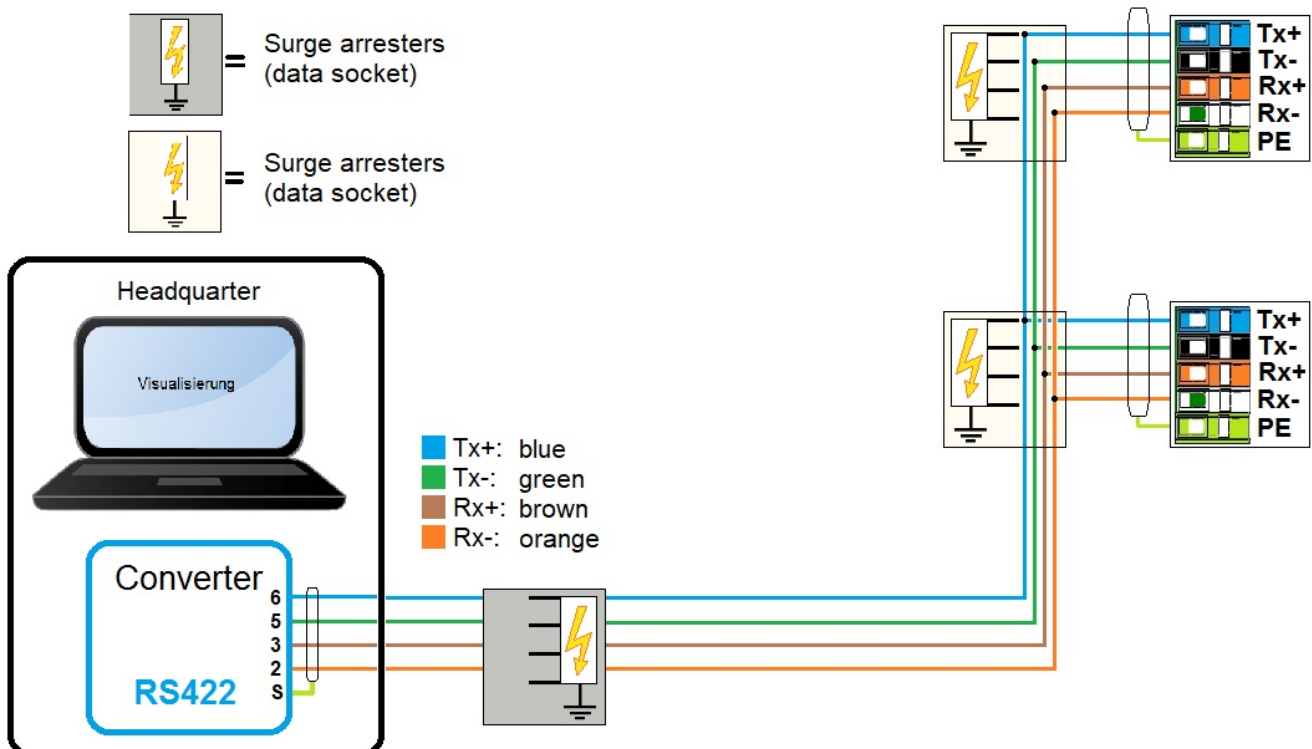 =
Surge arresters
(data socket)
=
Surge arresters
(data socket)
Tx+
Tx-
Rx+
Rx-
PE
Tx+
Tx-
Rx+
Rx-
PE
Headquarter
Visualisierung
Tx+: blue
Tx-: green
Rx+: brown
Rx-: orange
Converter
6
5
3
2
S
RS422